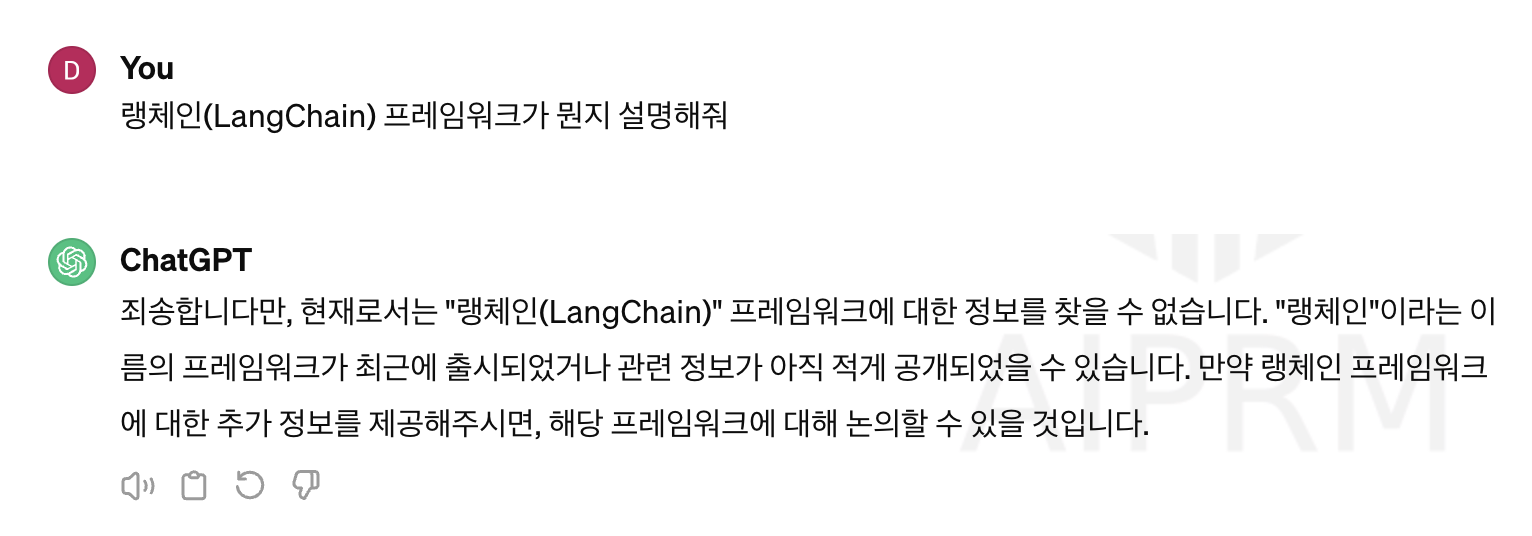 D
You
랭체인(LangChain) 프레임워크가 뭔지 설명해줘
ChatGPT
죄송합니다만, 현재로서는 "랭체인(LangChain)" 프레임워크에 대한 정보를 찾을 수 없습니다. "랭체인"이라는 이
름의 프레임워크가 최근에 출시되었거나 관련 정보가 아직 적게 공개되었을 수 있습니다. 만약 랭체인 프레임워크
에 대한 추가 정보를 제공해주시면, 해당 프레임워크에 대해 논의할 수 있을 것입니다.
AIPRM